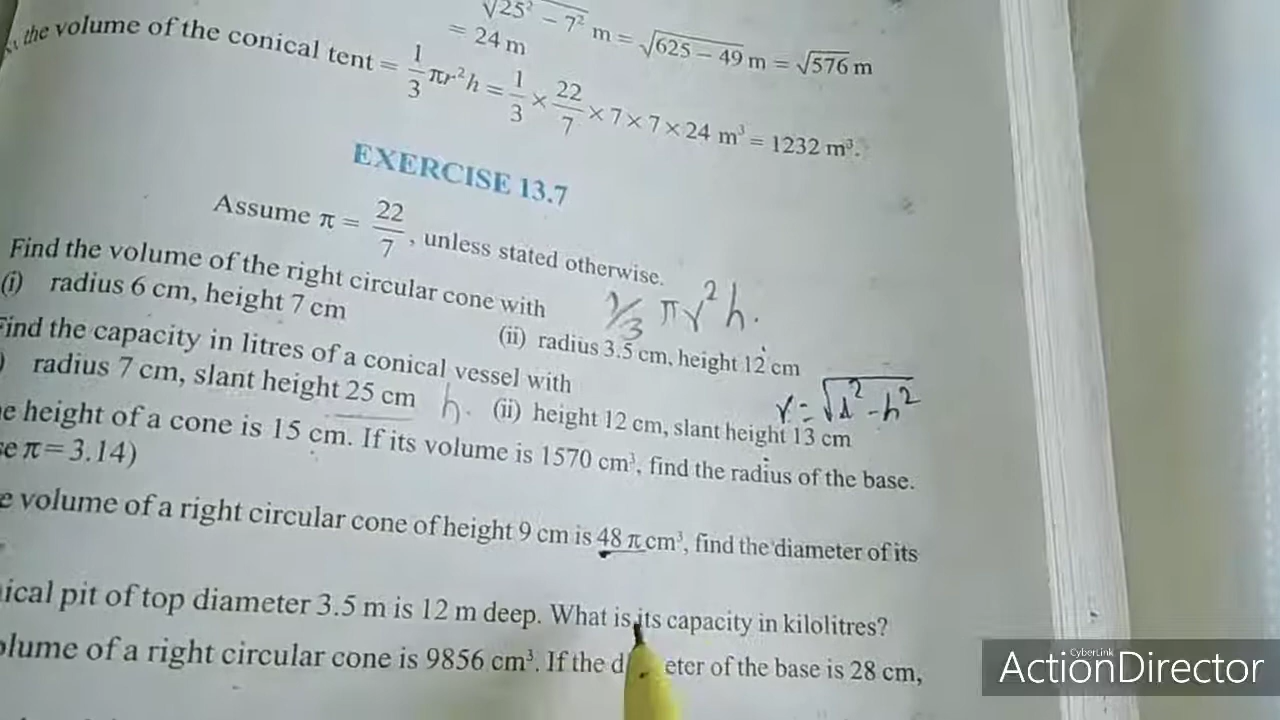 √25² − 7² m = √625 − 49 m = √576 m
= 24 m
the volume of the conical tent = 1/3 πr²h = 1/3 × 22/7 × 7 × 7 × 24 m³ = 1232 m³.
EXERCISE 13.7
Assume π = 22/7, unless stated otherwise.
Find the volume of the right circular cone with
1/3 πr²h.
(i) radius 6 cm, height 7 cm
(ii) radius 3.5 cm, height 12 cm
Find the capacity in litres of a conical vessel with
r = √l² − h²
) radius 7 cm, slant height 25 cm h.
(ii) height 12 cm, slant height 13 cm
e height of a cone is 15 cm. If its volume is 1570 cm³, find the radius of the base.
se π = 3.14)
e volume of a right circular cone of height 9 cm is 48 π cm³, find the diameter of its
ical pit of top diameter 3.5 m is 12 m deep. What is its capacity in kilolitres?
olume of a right circular cone is 9856 cm³. If the d eter of the base is 28 cm,
CyberLink
ActionDirector